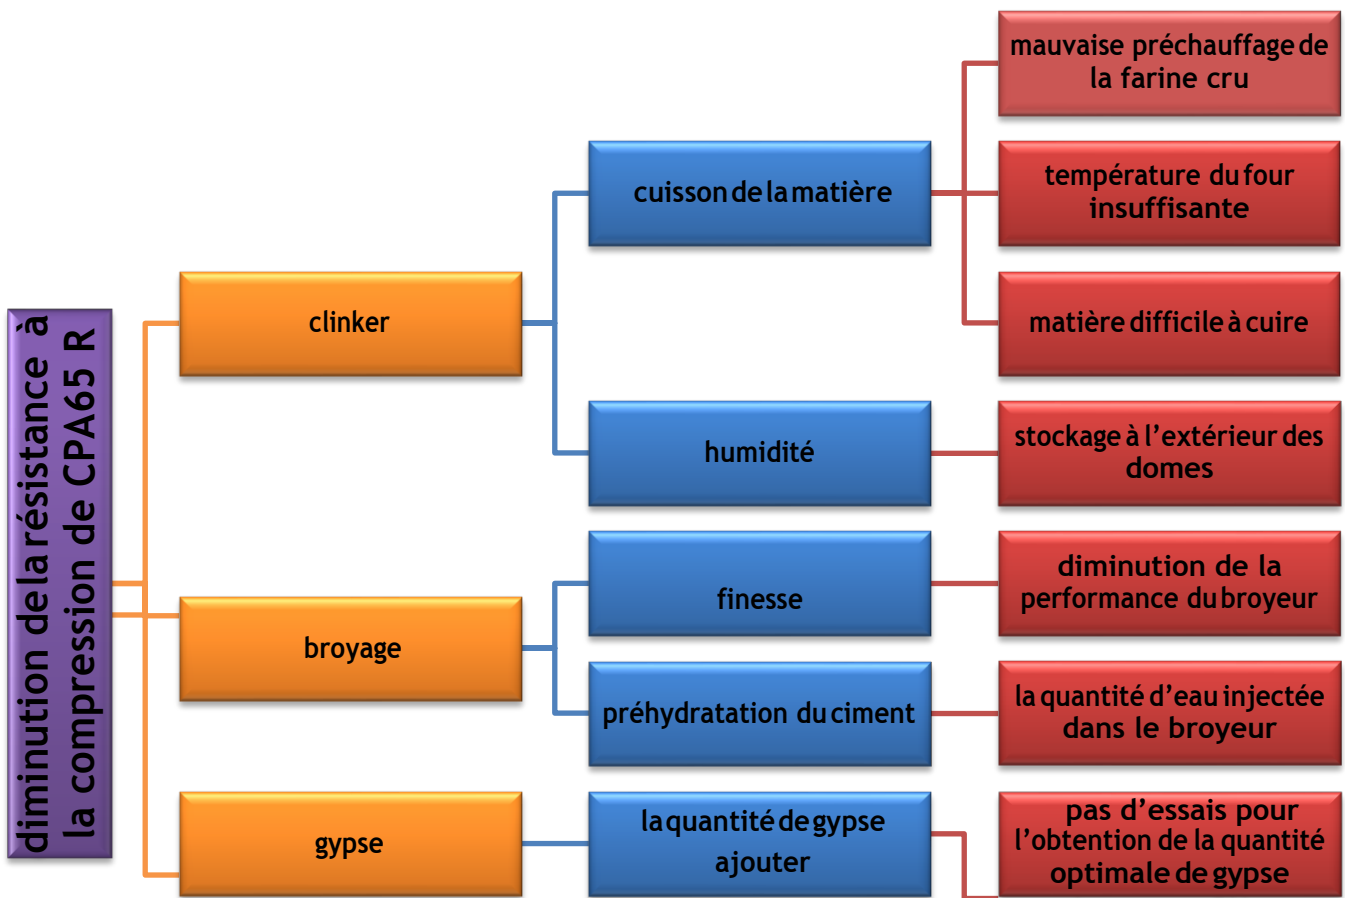 diminution de la résistance à
la compression de CPA65 R
clinker
broyage
gypse
cuisson de la matière
humidité
finesse
préhydratation du ciment
la quantité de gypse
ajouter
mauvaise préchauffage de
la farine cru
température du four
insuffisante
matière difficile à cuire
stockage à l’extérieur des
domes
diminution de la
performance du broyeur
la quantité d’eau injectée
dans le broyeur
pas d’essais pour
l’obtention de la quantité
optimale de gypse